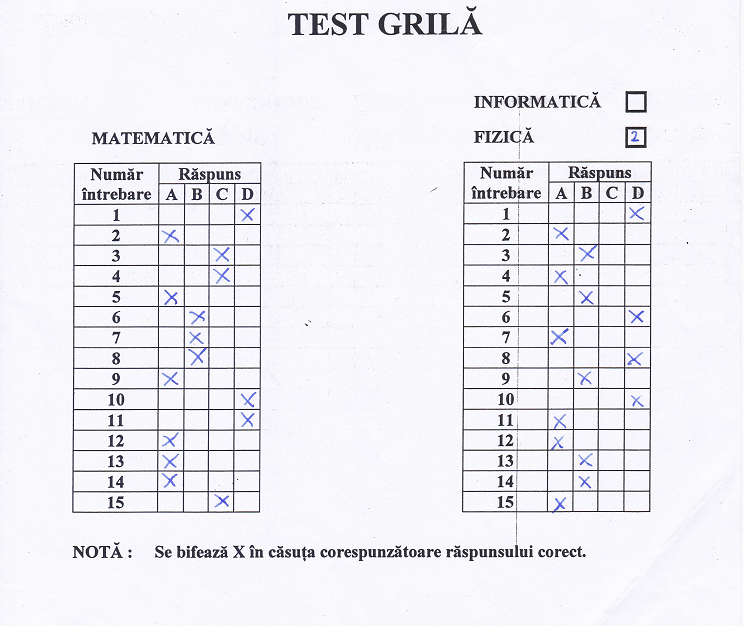 TEST GRILĂ
INFORMATICĂ
MATEMATICĂ
FIZICĂ 2
Număr întrebare Răspuns
A B C D
1 X
2 X
3 X
4 X
5 X
6 X
7 X
8 X
9 X
10 X
11 X
12 X
13 X
14 X
15 X
Număr întrebare Răspuns
A B C D
1 X
2 X
3 X
4 X
5 X
6 X
7 X
8 X
9 X
10 X
11 X
12 X
13 X
14 X
15 X
NOTĂ : Se bifează X în căsuța corespunzătoare răspunsului corect.